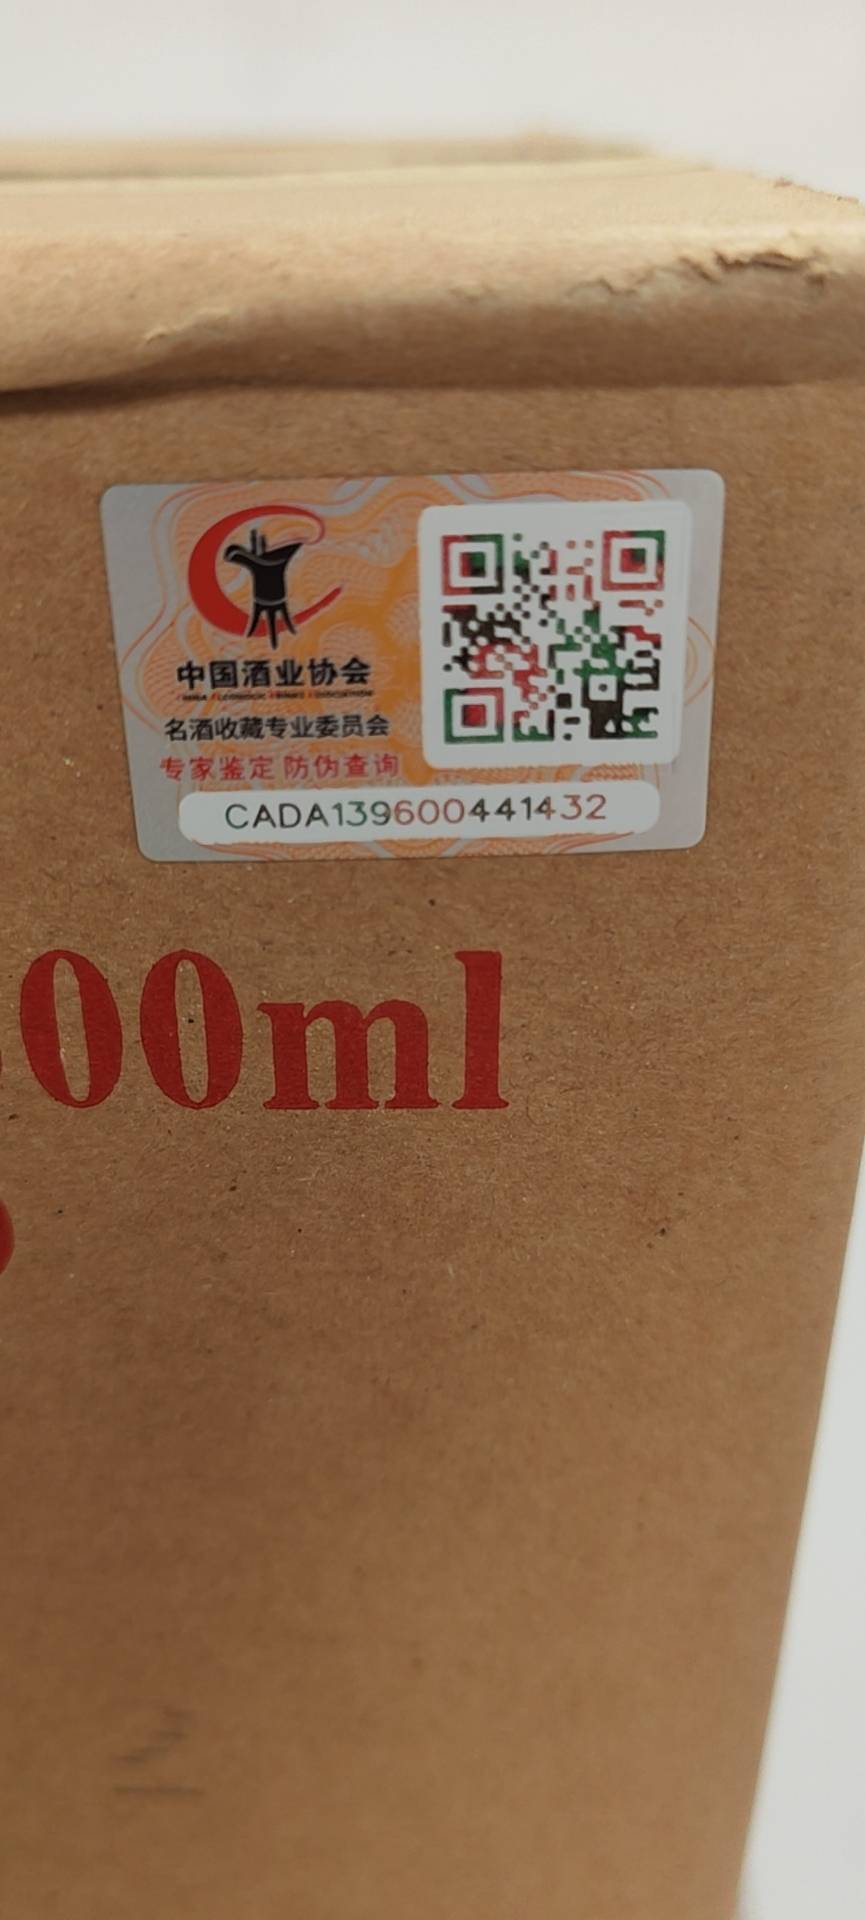 中国酒业协会
名酒收藏专业委员会
专家鉴定 防伪查询
CADA139600441432
00ml